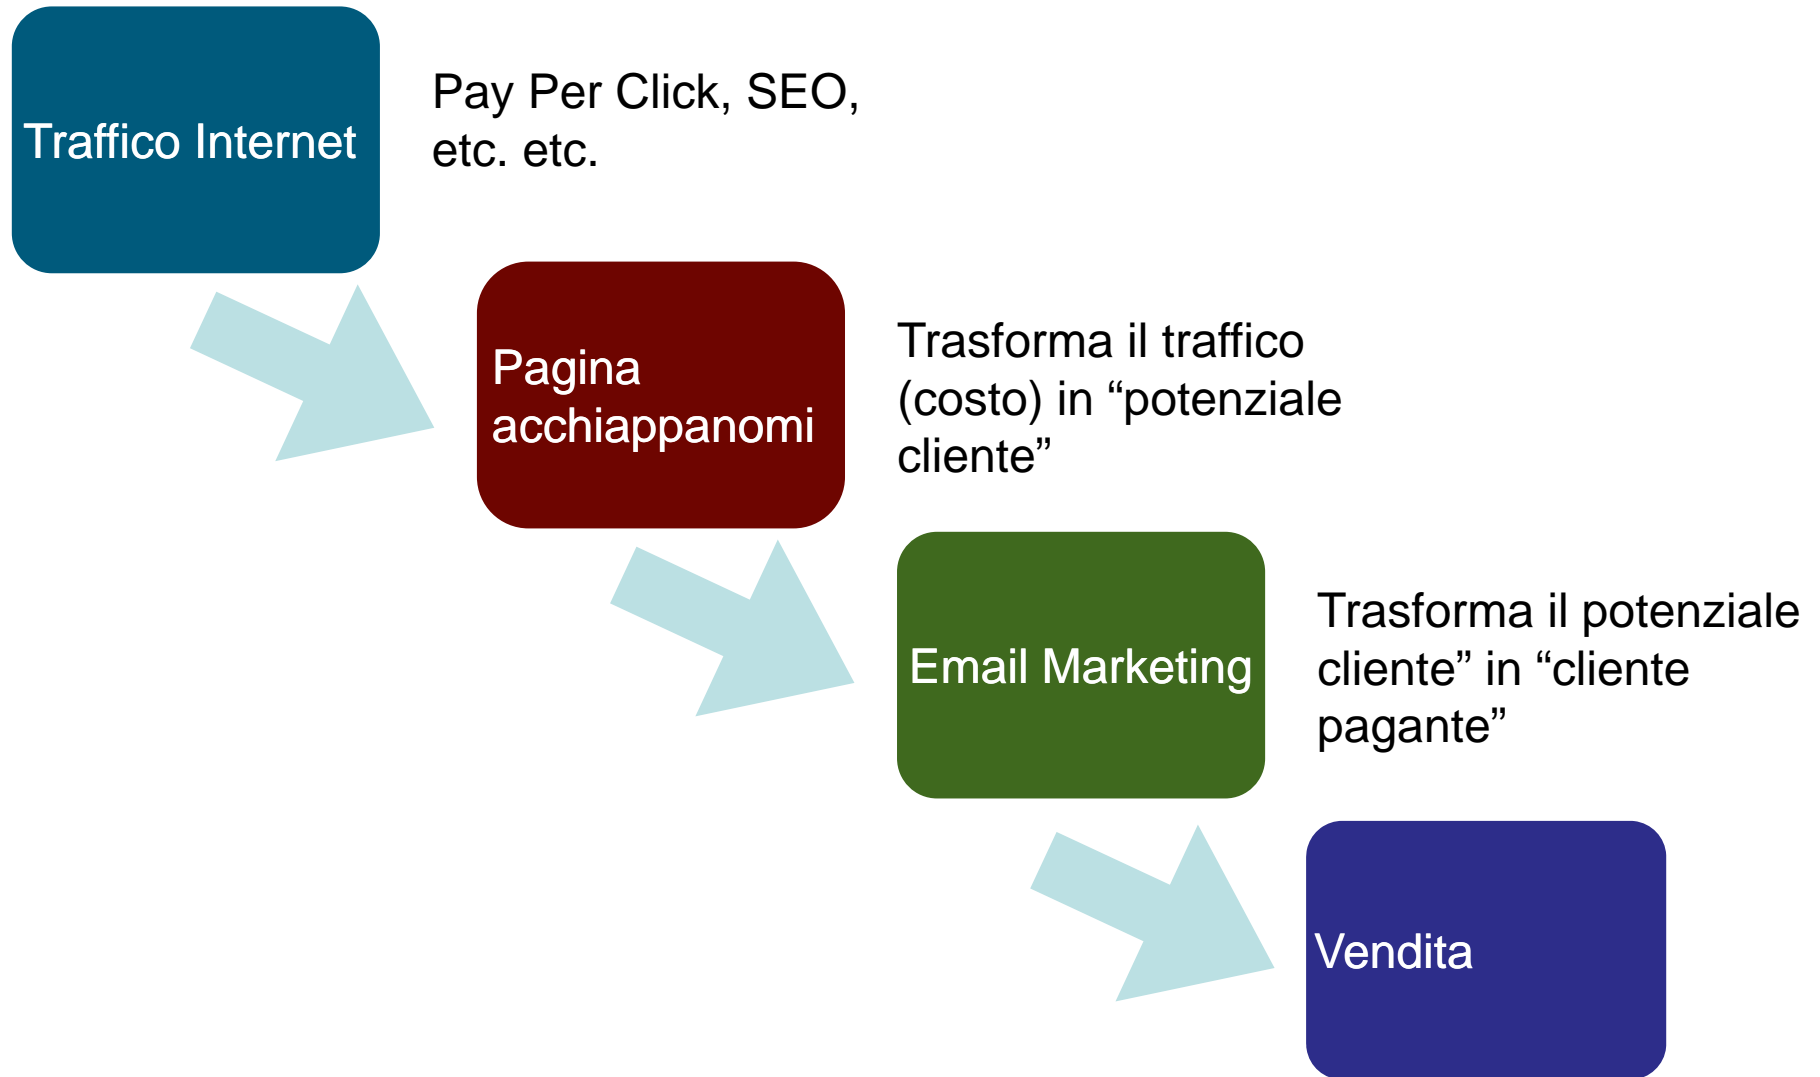 Traffico Internet
Pay Per Click, SEO,
etc. etc.
Pagina
acchiappanomi
Trasforma il traffico
(costo) in “potenziale
cliente”
Email Marketing
Trasforma il potenziale
cliente” in “cliente
pagante”
Vendita